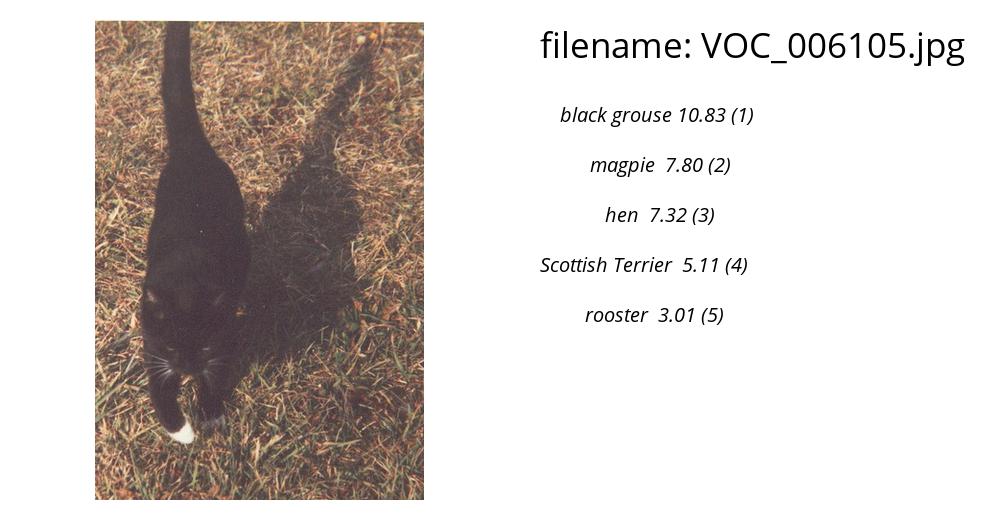 filename: VOC_006105.jpg
black grouse 10.83 (1)
magpie 7.80 (2)
hen 7.32 (3)
Scottish Terrier 5.11 (4)
rooster 3.01 (5)